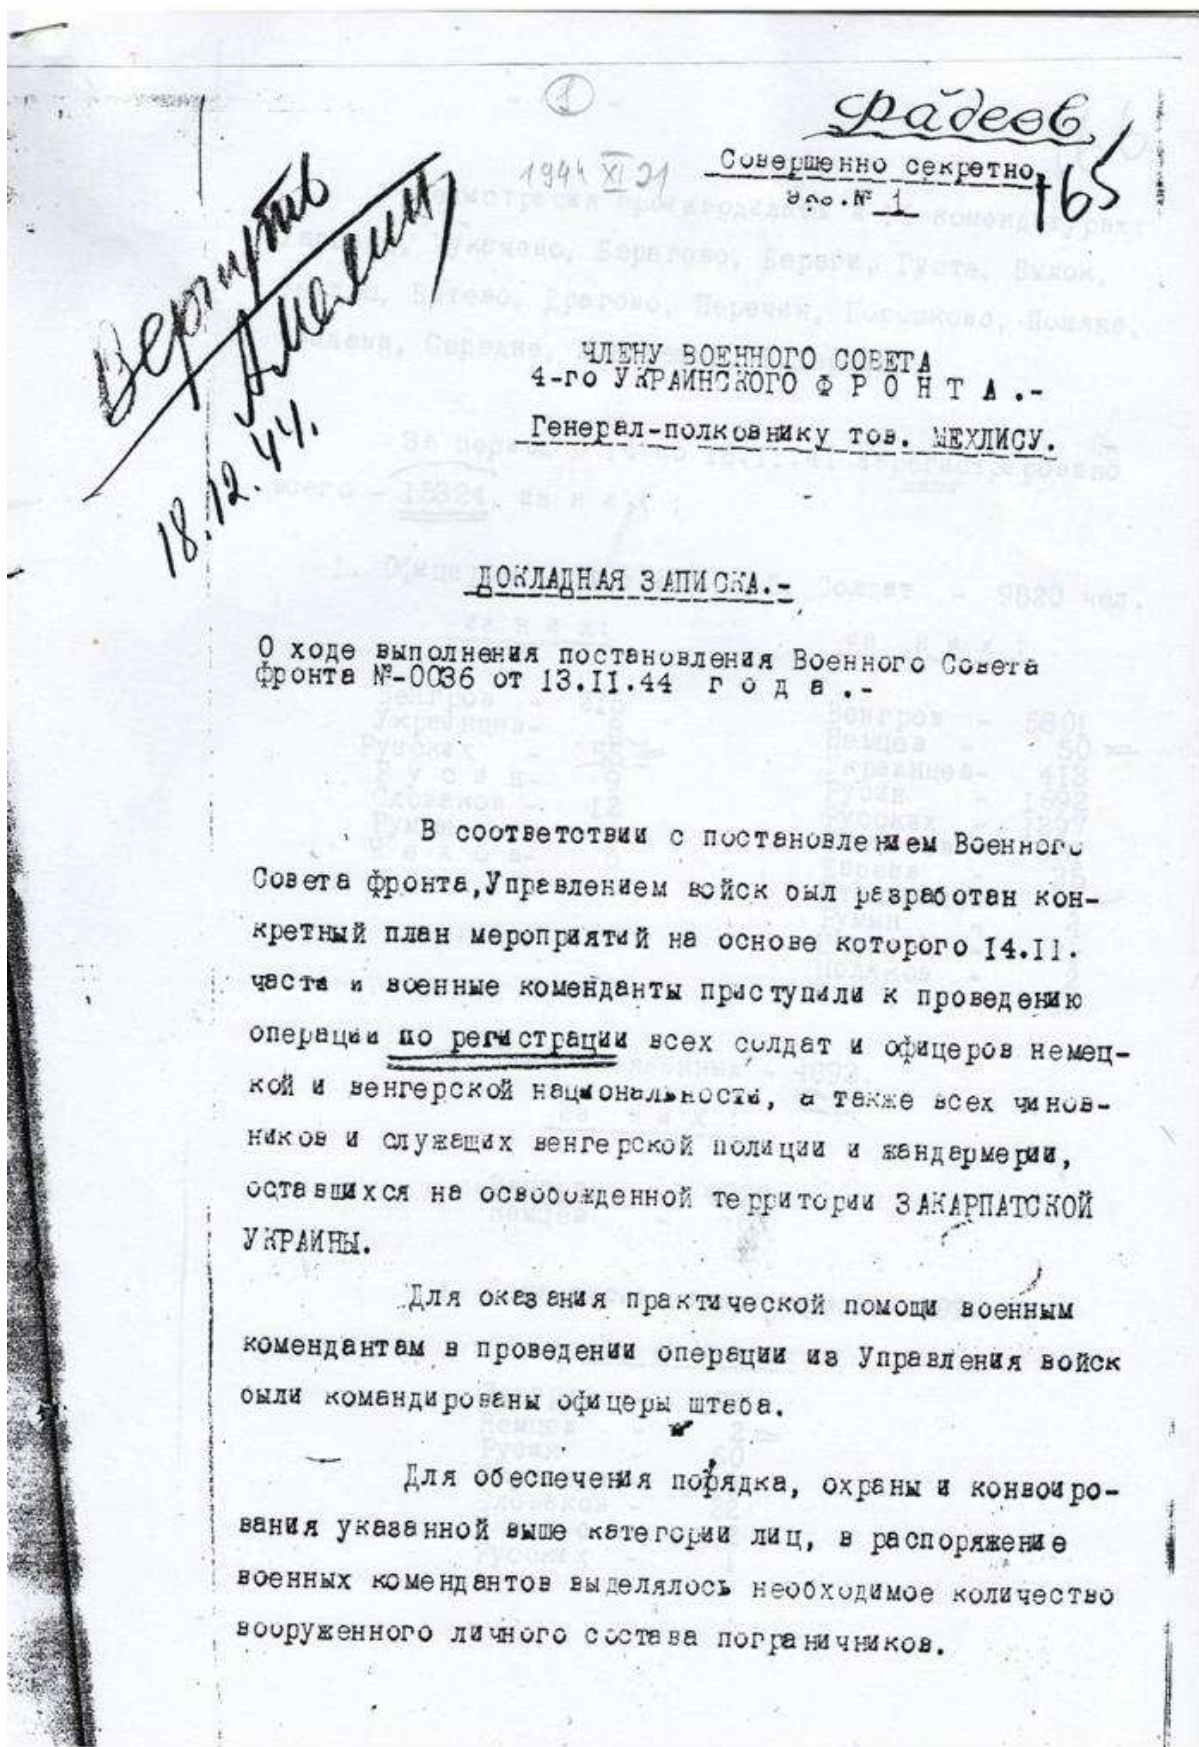 1
Фадеев
Совершенно секретно
1944 XI 21
экз.№ 1
165
Вернуть
18.12.44.
ЧЛЕНУ ВОЕННОГО СОВЕТА
4-го УКРАИНСКОГО Ф Р О Н Т А .-
Генерал-полковнику тов. МЕХЛИСУ.
ДОКЛАДНАЯ ЗАПИСКА.-
О ходе выполнения постановления Военного Совета
фронта №-0036 от 13.II.44 г о д а .-
В соответствии с постановлением Военного
Совета фронта,Управлением войск был разработан кон-
кретный план мероприятий на основе которого I4.II.
части и военные коменданты приступили к проведению
операции по регистрации всех солдат и офицеров немец-
кой и венгерской национальности, а также всех чинов-
ников и служащих венгерской полиции и жандармерии,
оставшихся на освобожденной территории ЗАКАРПАТСКОЙ
УКРАИНЫ.
Для оказания практической помощи военным
комендантам в проведении операции из Управления войск
были командированы офицеры штаба.
Для обеспечения порядка, охраны и конвоиро-
вания указанной выше категории лиц, в распоряжение
военных комендантов выделялось необходимое количество
вооруженного личного состава пограничников.